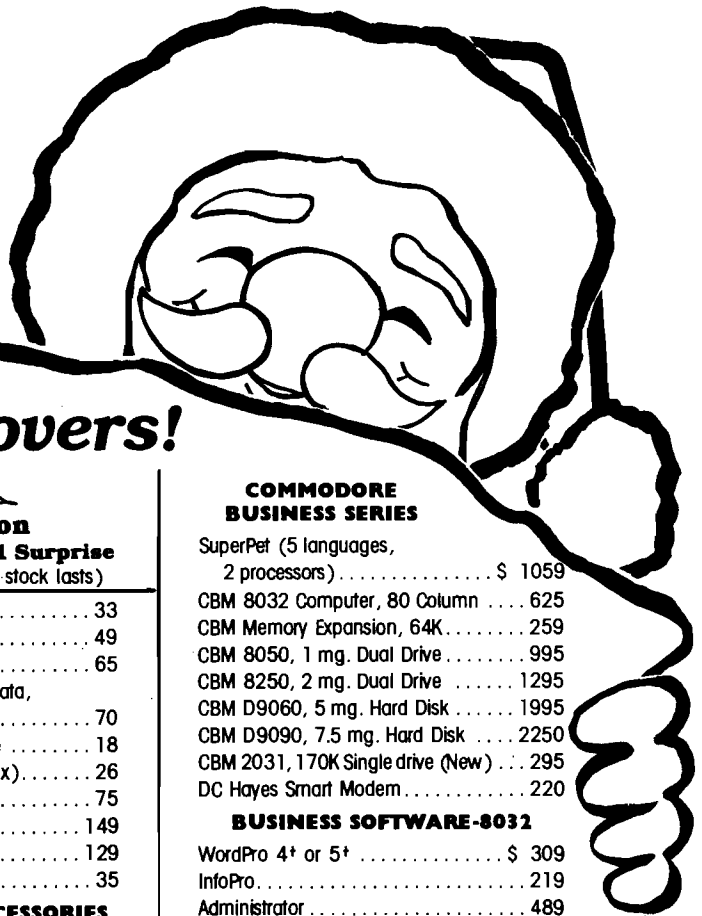 overs!
on
l Surprise
stock lasts)
......... 33
......... 49
......... 65
ata,
......... 70
......... 18
x)....... 26
......... 75
......... 149
......... 129
......... 35
CESSORIES
COMMODORE
BUSINESS SERIES
SuperPet (5 languages,
2 processors)................ $ 1059
CBM 8032 Computer, 80 Column .... 625
CBM Memory Expansion, 64K........ 259
CBM 8050, 1 mg. Dual Drive........ 995
CBM 8250, 2 mg. Dual Drive ...... 1295
CBM D9060, 5 mg. Hard Disk ..... 1995
CBM D9090, 7.5 mg. Hard Disk .... 2250
CBM 2031, 170K Single drive (New) ... 295
DC Hayes Smart Modem............ 220
BUSINESS SOFTWARE-8032
WordPro 4† or 5† ............... $ 309
InfoPro........................... 219
Administrator..................... 489